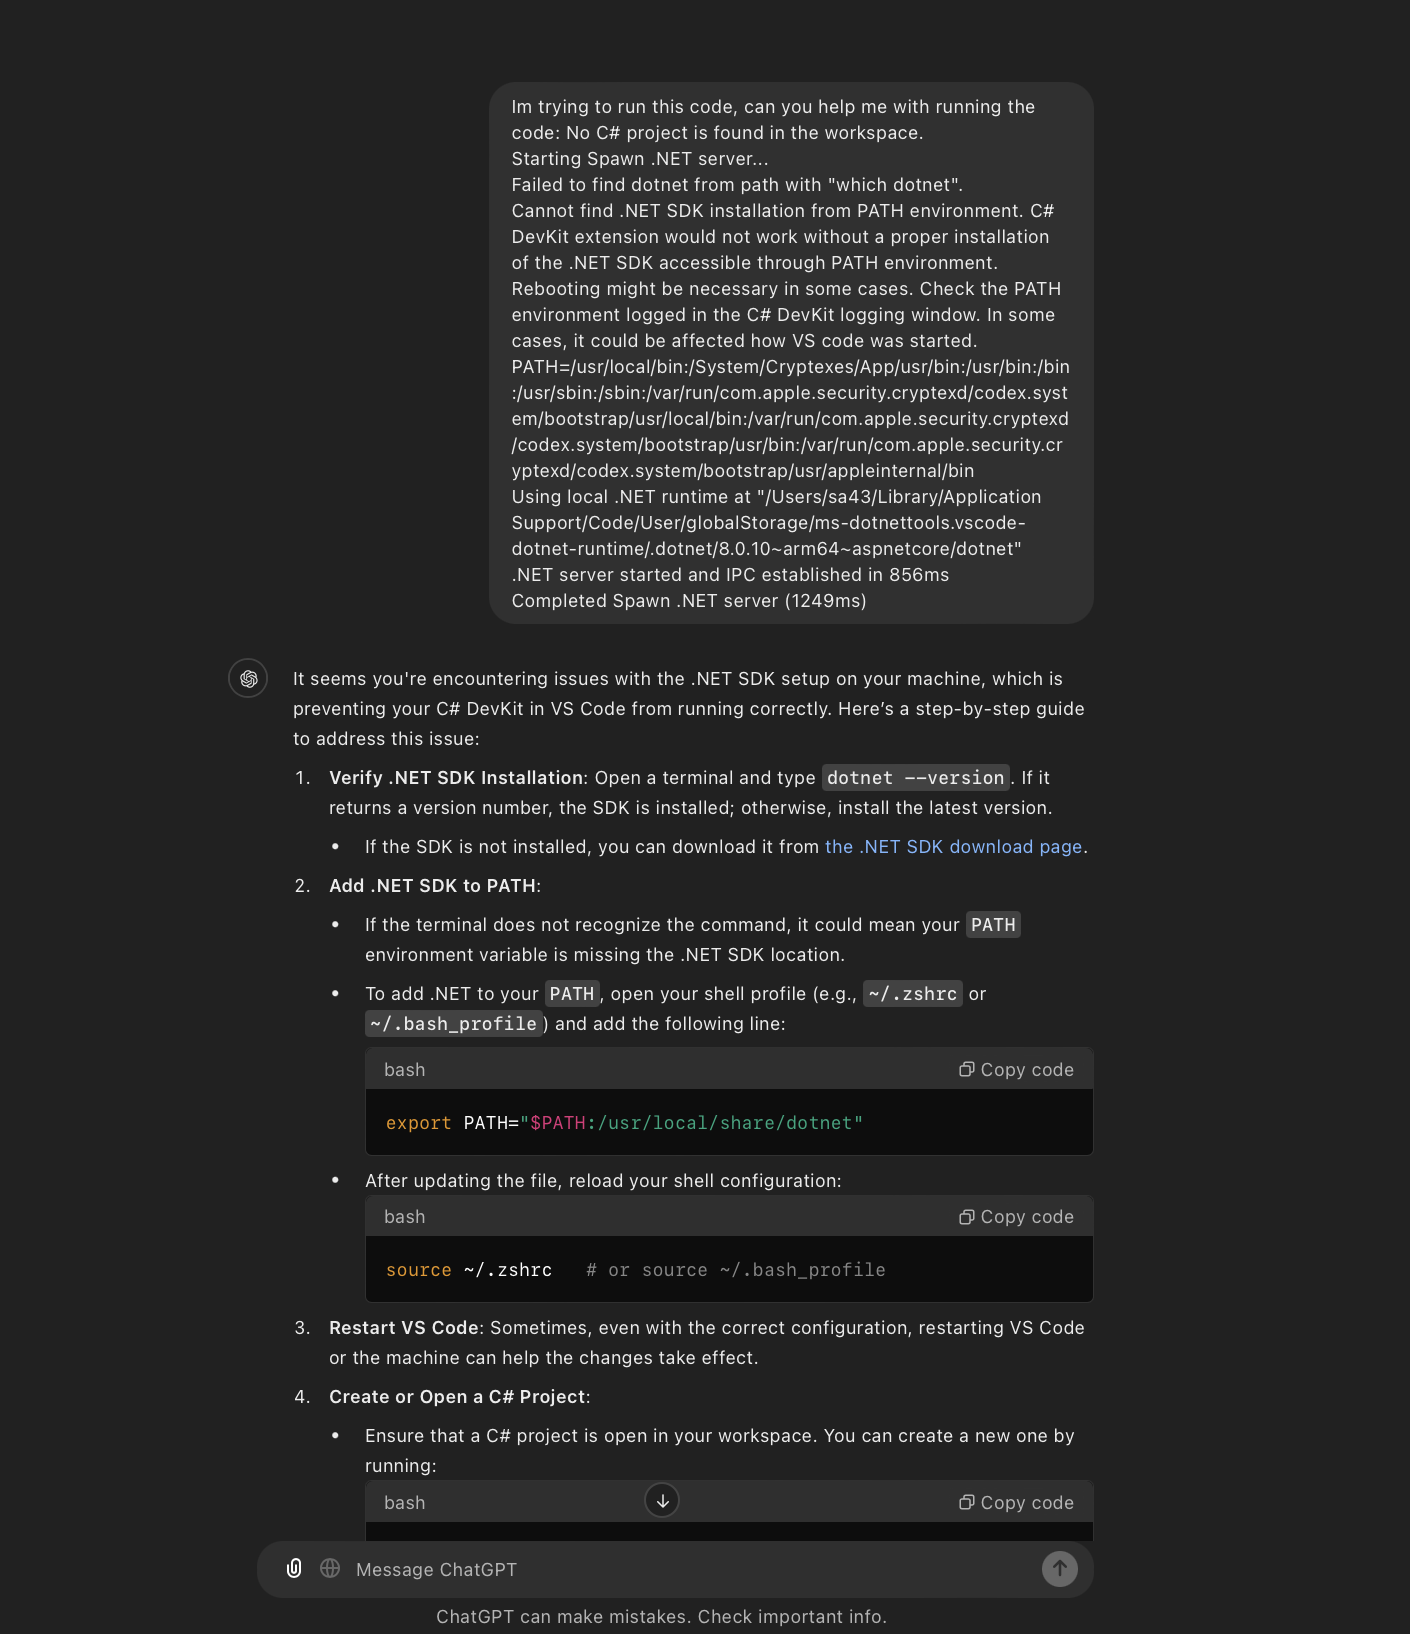 Im trying to run this code, can you help me with running the
code: No C# project is found in the workspace.
Starting Spawn .NET server...
Failed to find dotnet from path with "which dotnet".
Cannot find .NET SDK installation from PATH environment. C#
DevKit extension would not work without a proper installation
of the .NET SDK accessible through PATH environment.
Rebooting might be necessary in some cases. Check the PATH
environment logged in the C# DevKit logging window. In some
cases, it could be affected how VS code was started.
PATH=/usr/local/bin:/System/Cryptexes/App/usr/bin:/usr/bin:/bin
:/usr/sbin:/sbin:/var/run/com.apple.security.cryptexd/codex.syst
em/bootstrap/usr/local/bin:/var/run/com.apple.security.cryptexd
/codex.system/bootstrap/usr/bin:/var/run/com.apple.security.cr
yptexd/codex.system/bootstrap/usr/appleinternal/bin
Using local .NET runtime at "/Users/sa43/Library/Application
Support/Code/User/globalStorage/ms-dotnettools.vscode-
dotnet-runtime/.dotnet/8.0.10~arm64~aspnetcore/dotnet"
.NET server started and IPC established in 856ms
Completed Spawn .NET server (1249ms)
It seems you're encountering issues with the .NET SDK setup on your machine, which is
preventing your C# DevKit in VS Code from running correctly. Here’s a step-by-step guide
to address this issue:
1. Verify .NET SDK Installation: Open a terminal and type dotnet --version. If it
returns a version number, the SDK is installed; otherwise, install the latest version.
• If the SDK is not installed, you can download it from the .NET SDK download page.
2. Add .NET SDK to PATH:
• If the terminal does not recognize the command, it could mean your PATH
environment variable is missing the .NET SDK location.
• To add .NET to your PATH, open your shell profile (e.g., ~/.zshrc or
~/.bash_profile) and add the following line:
bash Copy code
export PATH="$PATH:/usr/local/share/dotnet"
• After updating the file, reload your shell configuration:
bash Copy code
source ~/.zshrc   # or source ~/.bash_profile
3. Restart VS Code: Sometimes, even with the correct configuration, restarting VS Code
or the machine can help the changes take effect.
4. Create or Open a C# Project:
• Ensure that a C# project is open in your workspace. You can create a new one by
running:
bash Copy code
Message ChatGPT
ChatGPT can make mistakes. Check important info.